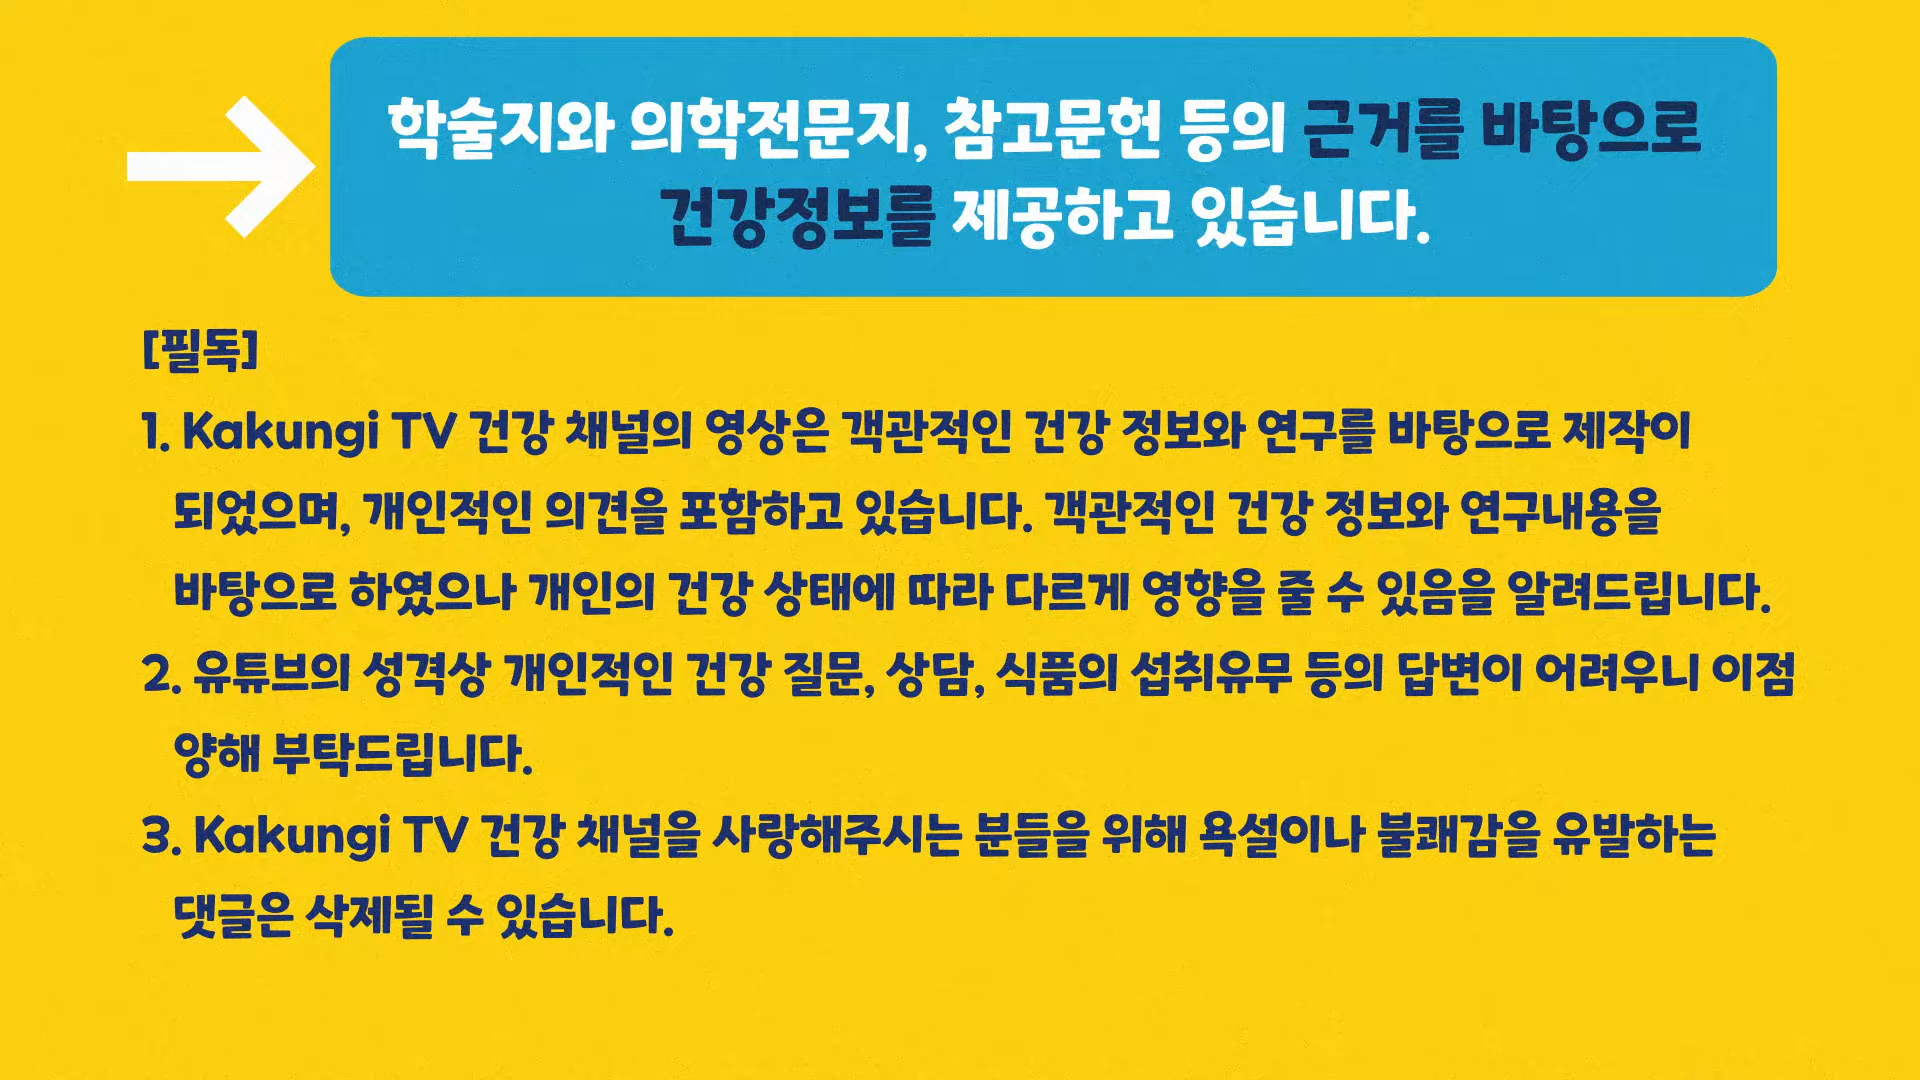 학술지와 의학전문지, 참고문헌 등의 근거를 바탕으로
건강정보를 제공하고 있습니다.
[필독]
1. Kakungi TV 건강 채널의 영상은 객관적인 건강 정보와 연구를 바탕으로 제작이
되었으며, 개인적인 의견을 포함하고 있습니다. 객관적인 건강 정보와 연구내용을
바탕으로 하였으나 개인의 건강 상태에 따라 다르게 영향을 줄 수 있음을 알려드립니다.
2. 유튜브의 성격상 개인적인 건강 질문, 상담, 식품의 섭취유무 등의 답변이 어려우니 이점
양해 부탁드립니다.
3. Kakungi TV 건강 채널을 사랑해주시는 분들을 위해 욕설이나 불쾌감을 유발하는
댓글은 삭제될 수 있습니다.